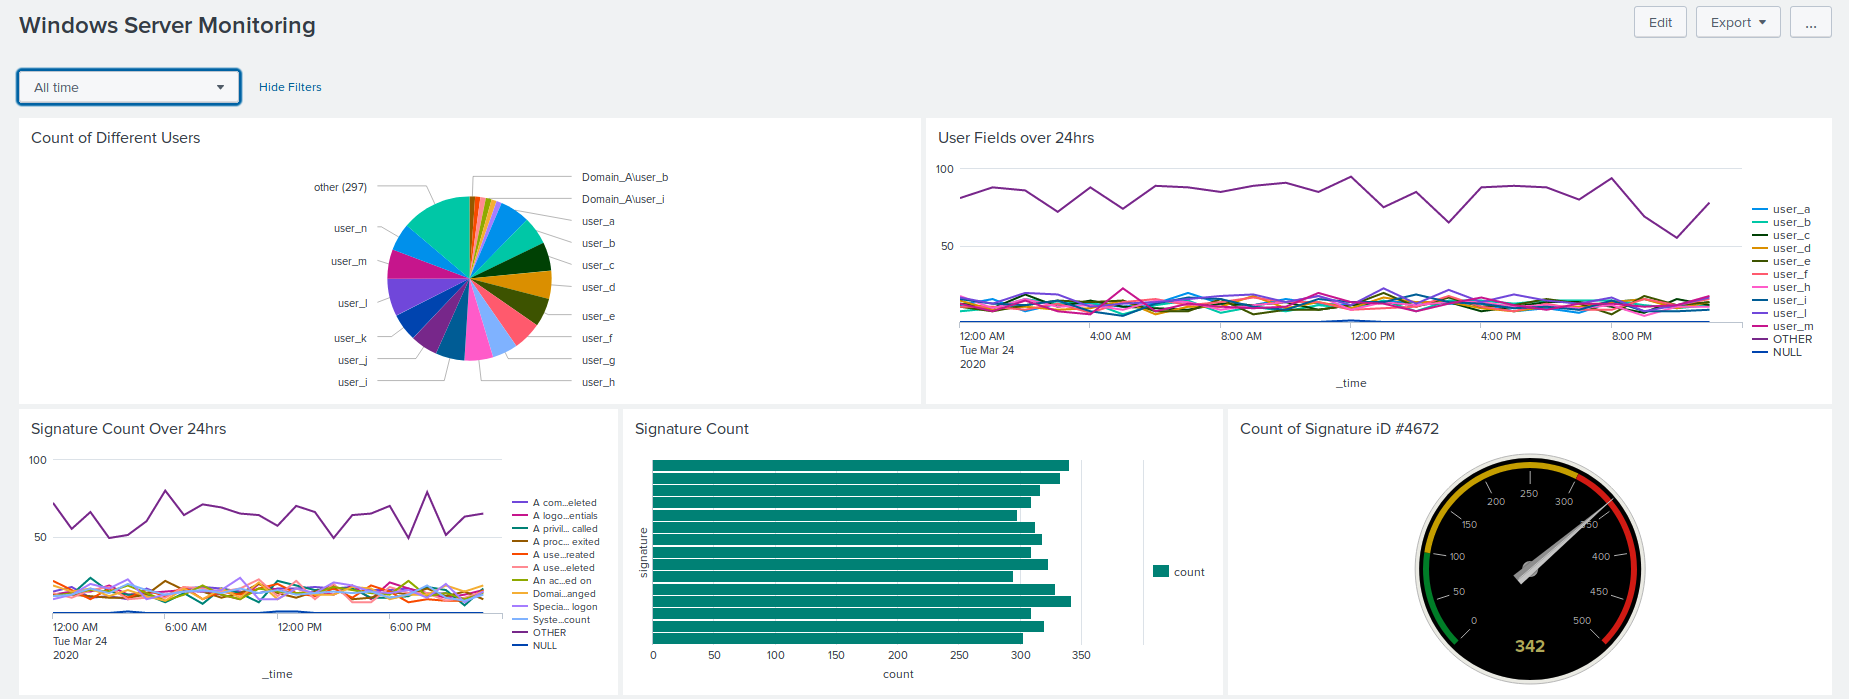 Windows Server Monitoring
Edit
Export
...
All time
Hide Filters
Count of Different Users
other (297)
user_n
user_m
user_l
user_k
user_j
user_i
Domain_A\user_b
Domain_A\user_i
user_a
user_b
user_c
user_d
user_e
user_f
user_g
user_h
User Fields over 24hrs
100
50
12:00 AM
Tue Mar 24
2020
4:00 AM
8:00 AM
12:00 PM
4:00 PM
8:00 PM
_time
user_a
user_b
user_c
user_d
user_e
user_f
user_h
user_i
user_l
user_m
OTHER
NULL
Signature Count Over 24hrs
100
50
12:00 AM
Tue Mar 24
2020
6:00 AM
12:00 PM
6:00 PM
_time
A com...eleted
A logo...entials
A privil... called
A proc... exited
A use...reated
A use...eleted
An ac...ed on
Domai...anged
Specia... logon
Syste...count
OTHER
NULL
Signature Count
signature
0
50
100
150
200
250
300
350
count
count
Count of Signature iD #4672
0
50
100
150
200
250
300
350
400
450
500
342